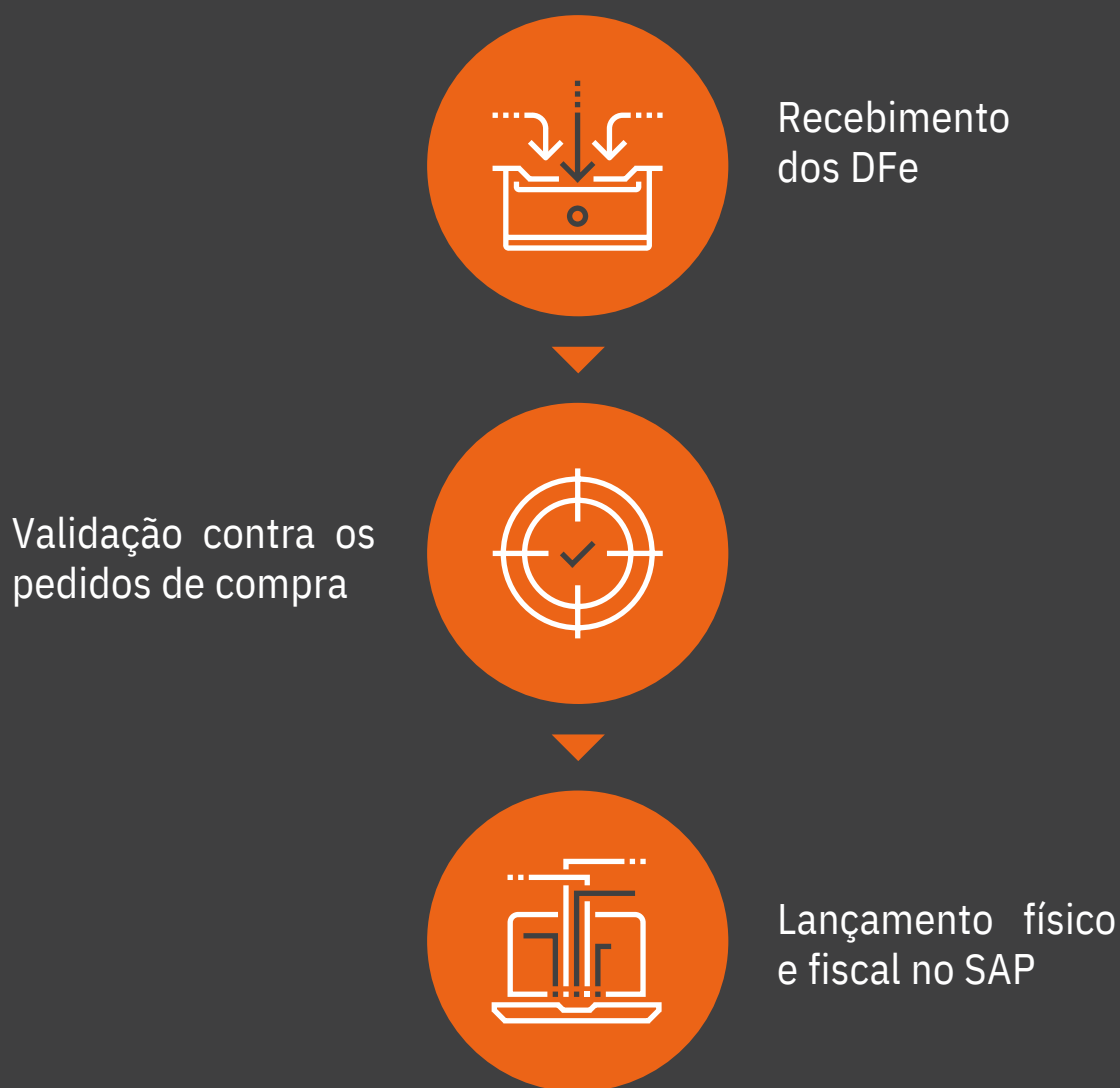 Recebimento
dos DFe
Validação contra os
pedidos de compra
Lançamento físico
e fiscal no SAP